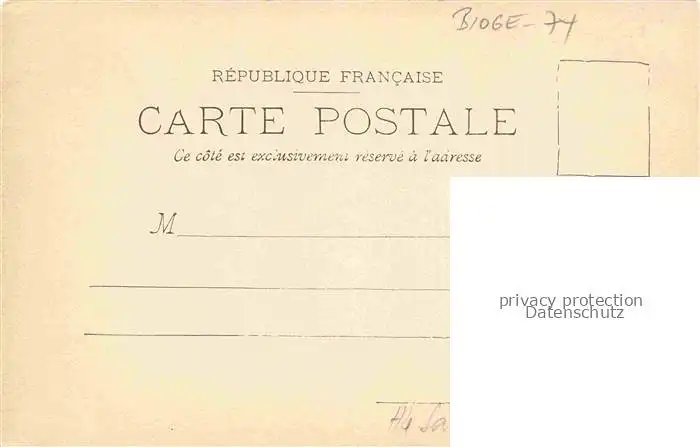 BIOGE - 74
RÉPUBLIQUE FRANÇAISE
CARTE POSTALE
Ce côté est exclusivement réservé à l'adresse
M
privacy protection
Datenschutz